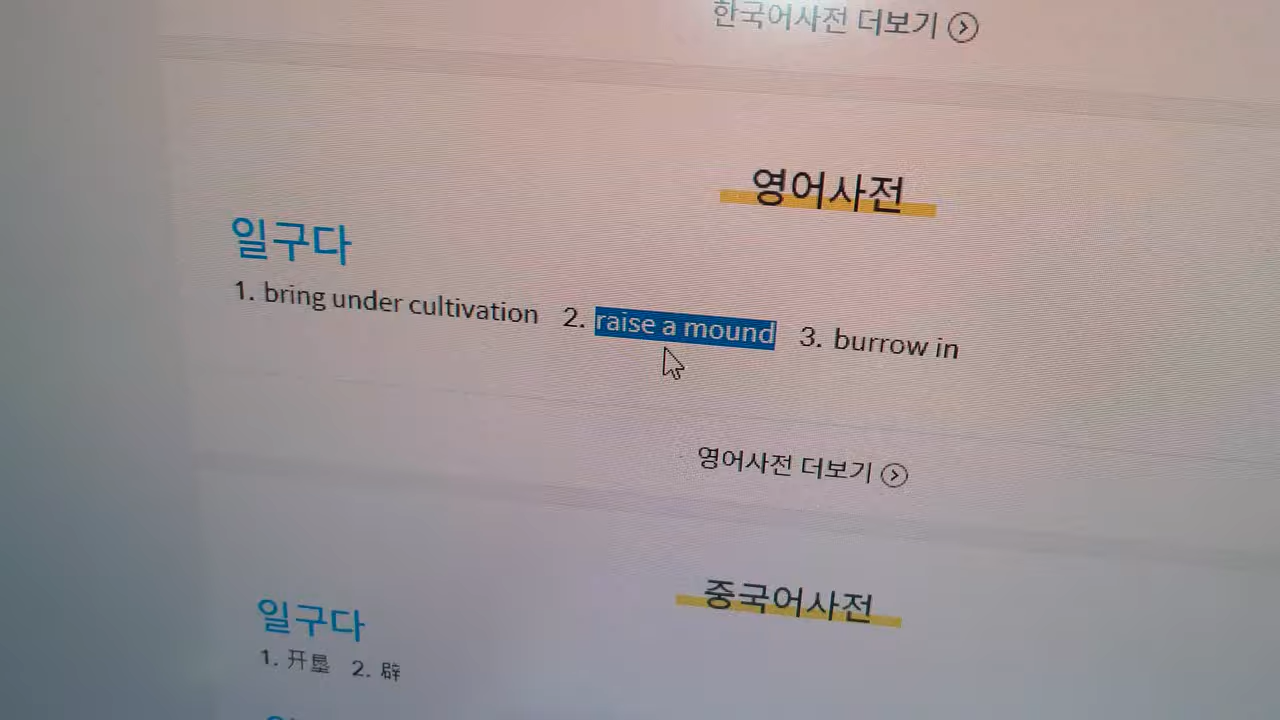 한국어사전 더보기
영어사전
일구다
1. bring under cultivation 2. raise a mound 3. burrow in
영어사전 더보기
중국어사전
일구다
1. 开垦 2. 辟